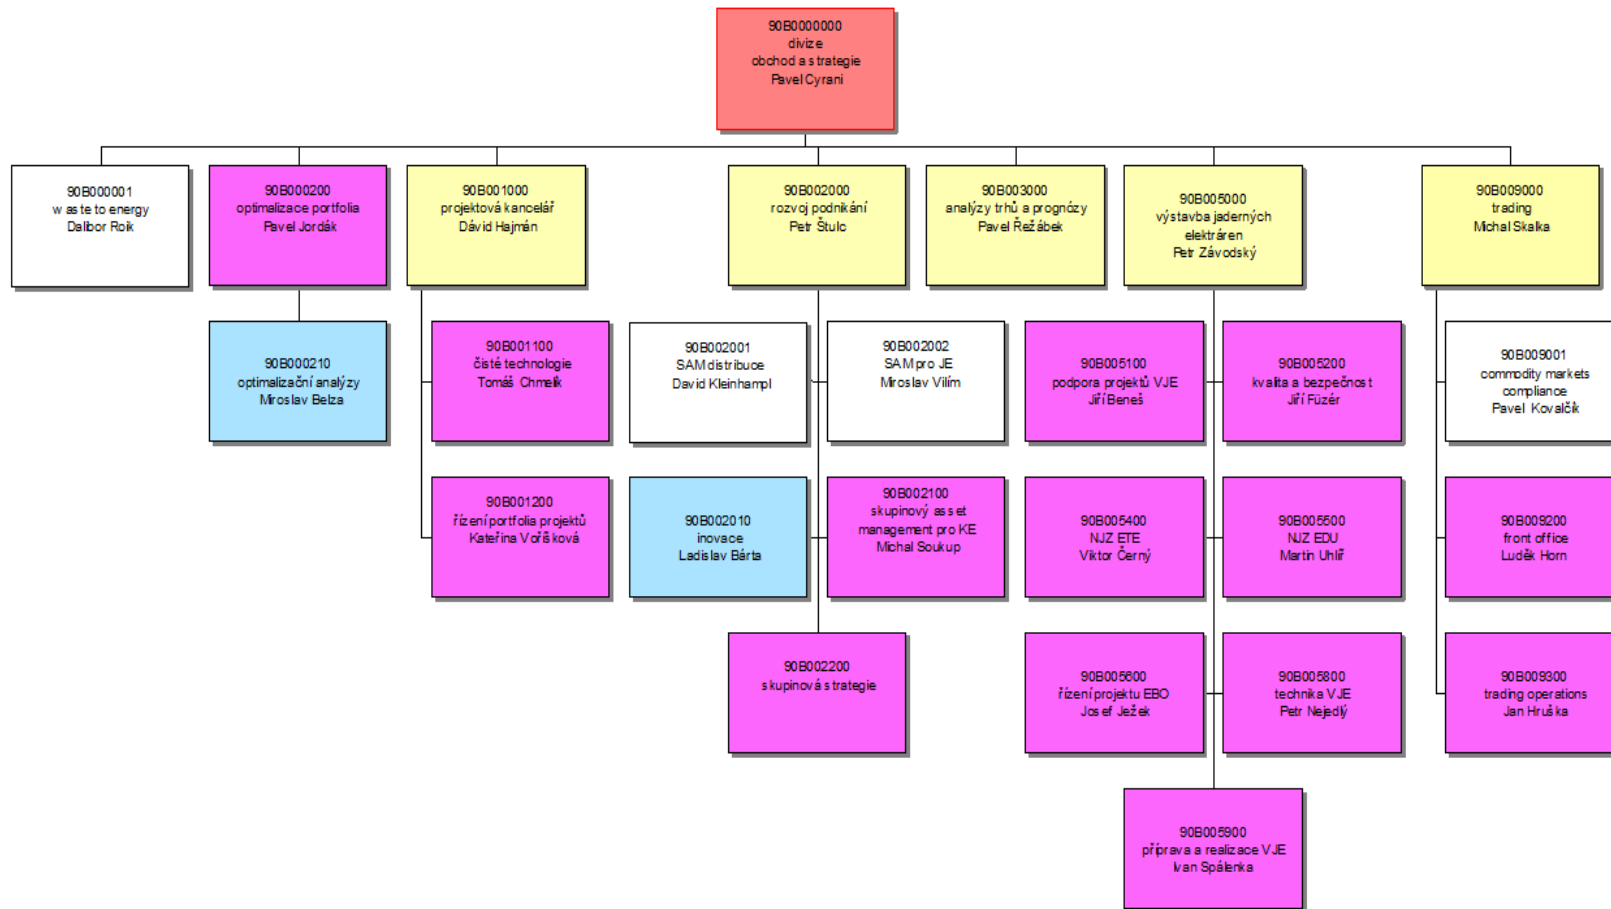 90B0000000
divize
obchod a strategie
Pavel Cyrani
90B000001
waste to energy
Dalibor Roik
90B000200
optimalizace portfolia
Pavel Jordák
90B001000
projektová kancelář
Dávid Hajmán
90B002000
rozvoj podnikání
Petr Štulc
90B003000
analýzy trhů a prognózy
Pavel Řežábek
90B005000
výstavba jaderných
elektráren
Petr Závodský
90B009000
trading
Michal Skalka
90B000210
optimalizační analýzy
Miroslav Belza
90B001100
čisté technologie
Tomáš Chmelík
90B002001
SAM distribuce
David Kleinhampl
90B002002
SAM pro JE
Miroslav Vilím
90B005100
podpora projektů VJE
Jiří Beneš
90B005200
kvalita a bezpečnost
Jiří Füzér
90B009001
commodity markets
compliance
Pavel Kovalčík
90B001200
řízení portfolia projektů
Kateřina Voříšková
90B002010
inovace
Ladislav Bárta
90B002100
skupinový asset
management pro KE
Michal Soukup
90B005400
NJZ ETE
Viktor Černý
90B005500
NJZ EDU
Martin Uhlíř
90B009200
front office
Luděk Horn
90B002200
skupinová strategie
90B005600
řízení projektu EBO
Josef Ježek
90B005800
technika VJE
Petr Nejedlý
90B009300
trading operations
Jan Hruška
90B005900
příprava a realizace VJE
Ivan Spálenka